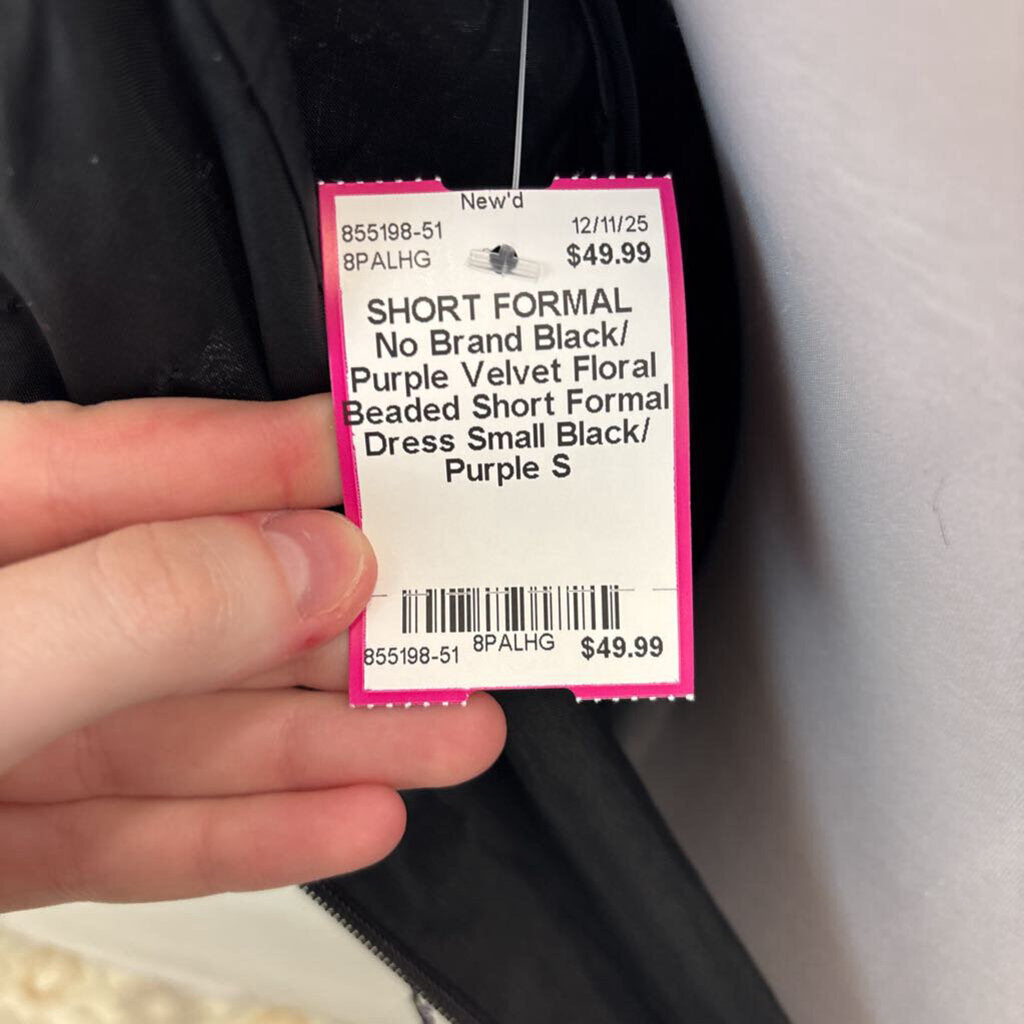 New'd
855198-51 12/11/25
8PALHG $49.99
SHORT FORMAL
No Brand Black/
Purple Velvet Floral
Beaded Short Formal
Dress Small Black/
Purple S
855198-51 8PALHG $49.99